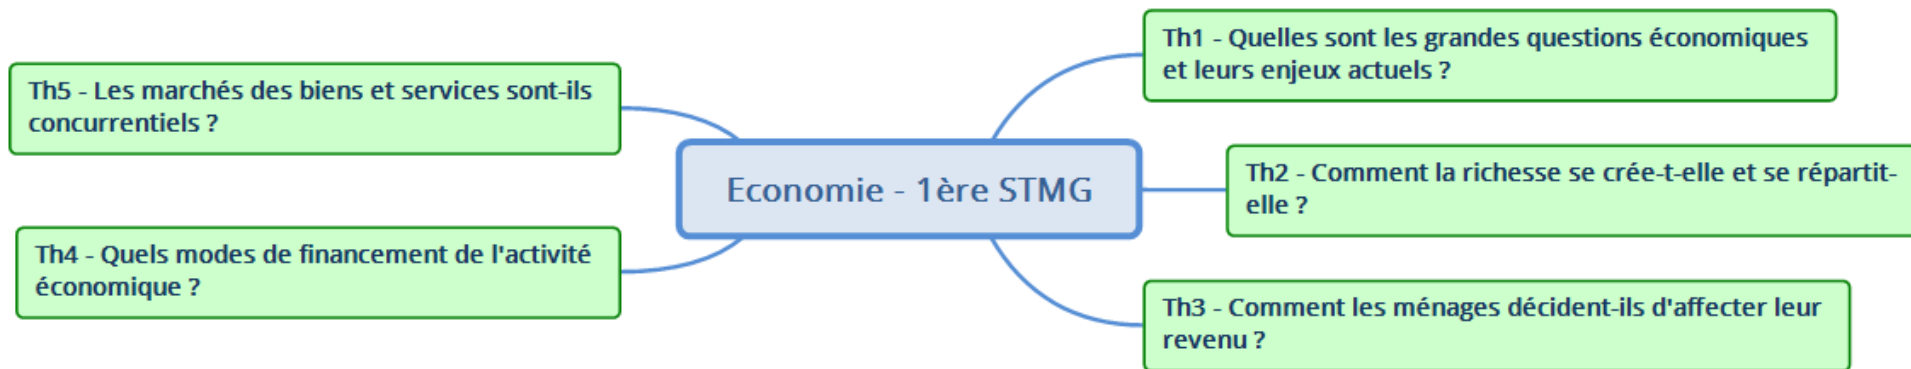 Economie - 1ère STMG
Th1 - Quelles sont les grandes questions économiques
et leurs enjeux actuels ?
Th2 - Comment la richesse se crée-t-elle et se répartit-
elle ?
Th3 - Comment les ménages décident-ils d'affecter leur
revenu ?
Th4 - Quels modes de financement de l'activité
économique ?
Th5 - Les marchés des biens et services sont-ils
concurrentiels ?